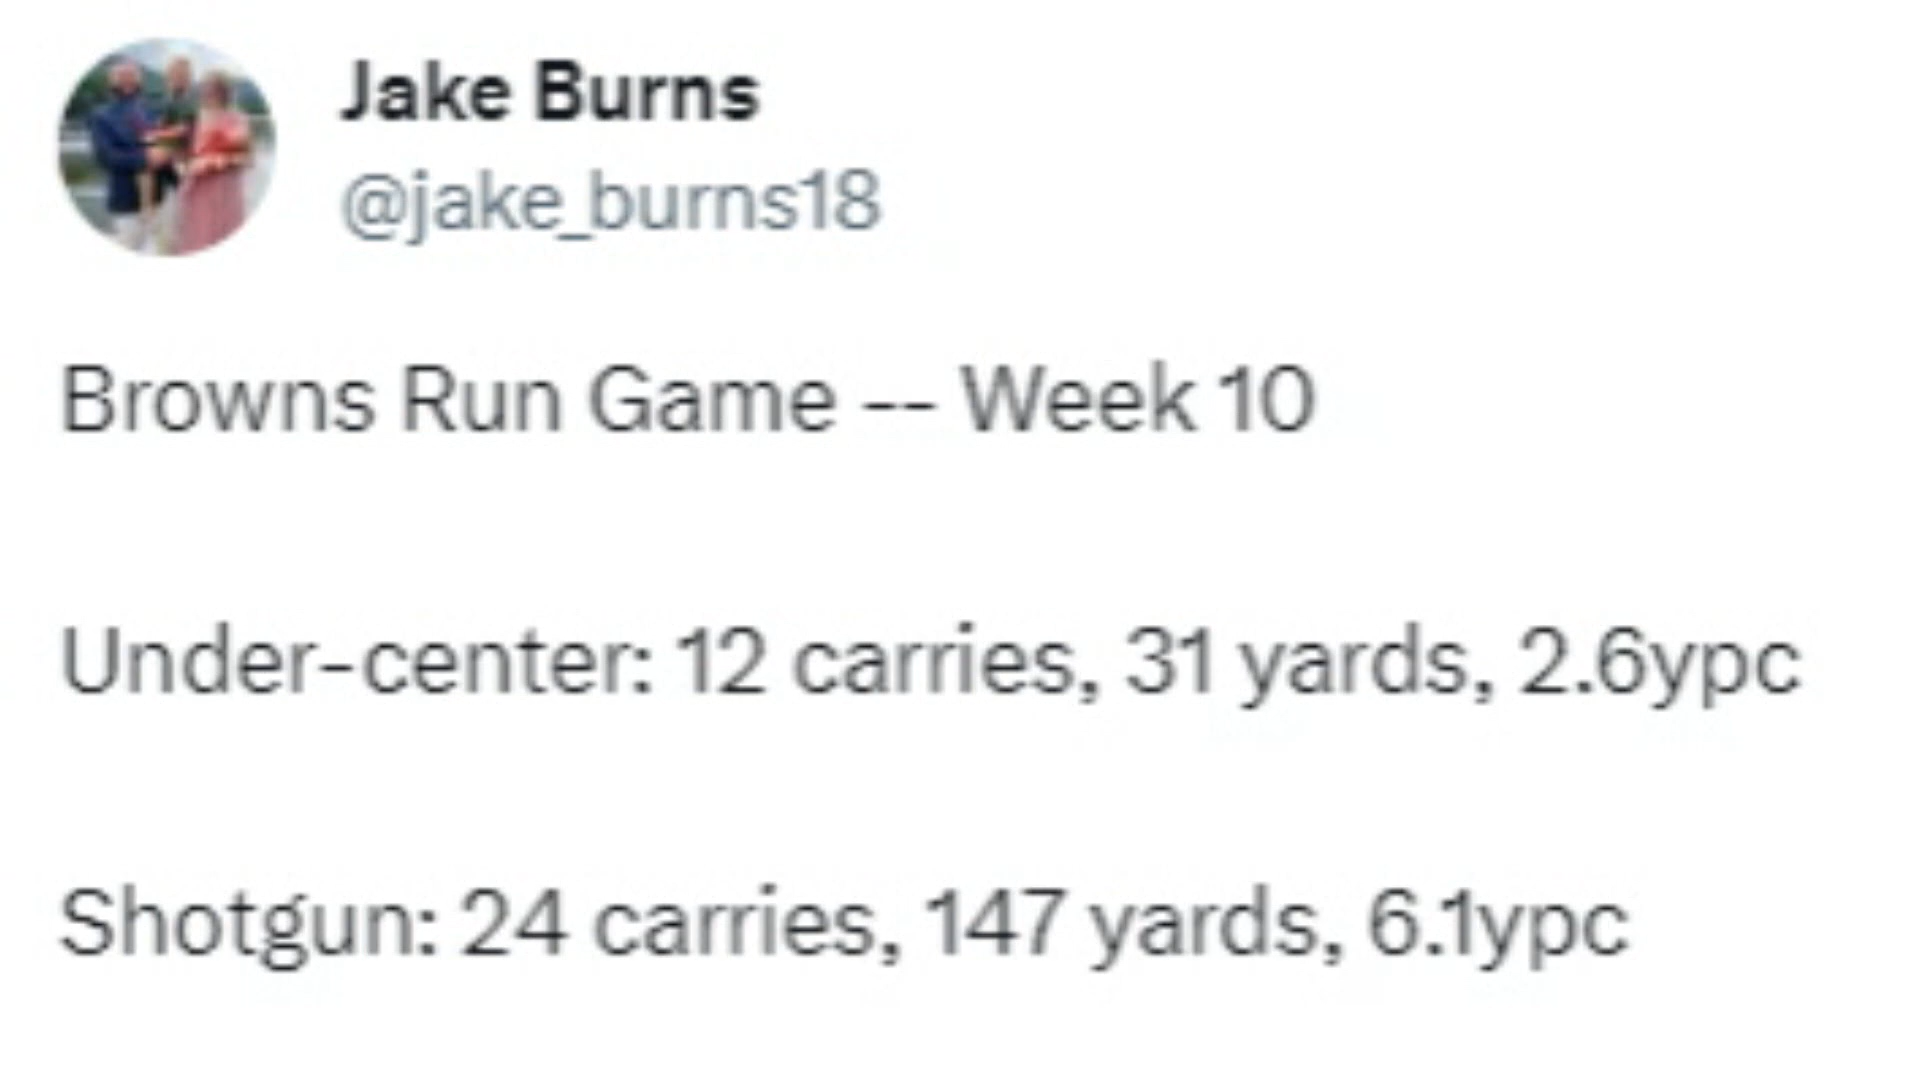 Jake Burns
@jake_burns18
Browns Run Game -- Week 10
Under-center: 12 carries, 31 yards, 2.6ypc
Shotgun: 24 carries, 147 yards, 6.1ypc